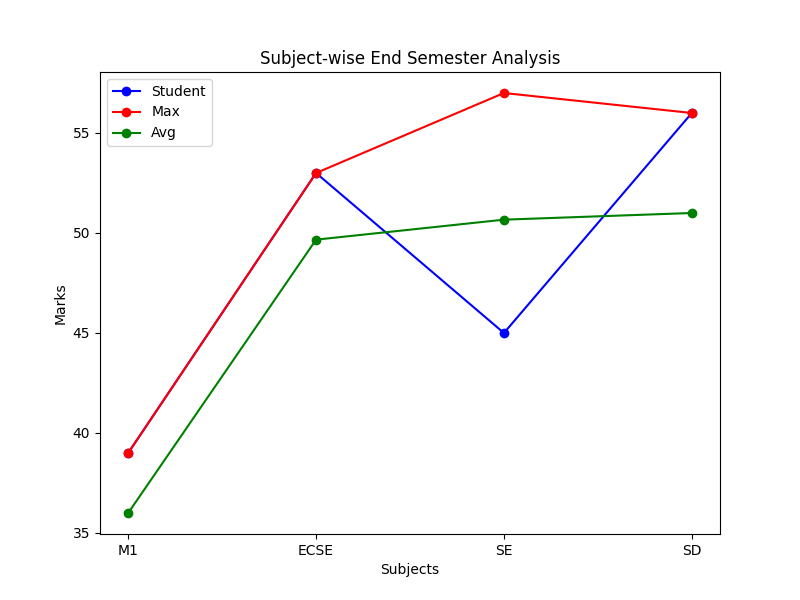 Subject-wise End Semester Analysis
Student
Max
Avg
55
50
45
40
35
Marks
M1 ECSE SE SD
Subjects